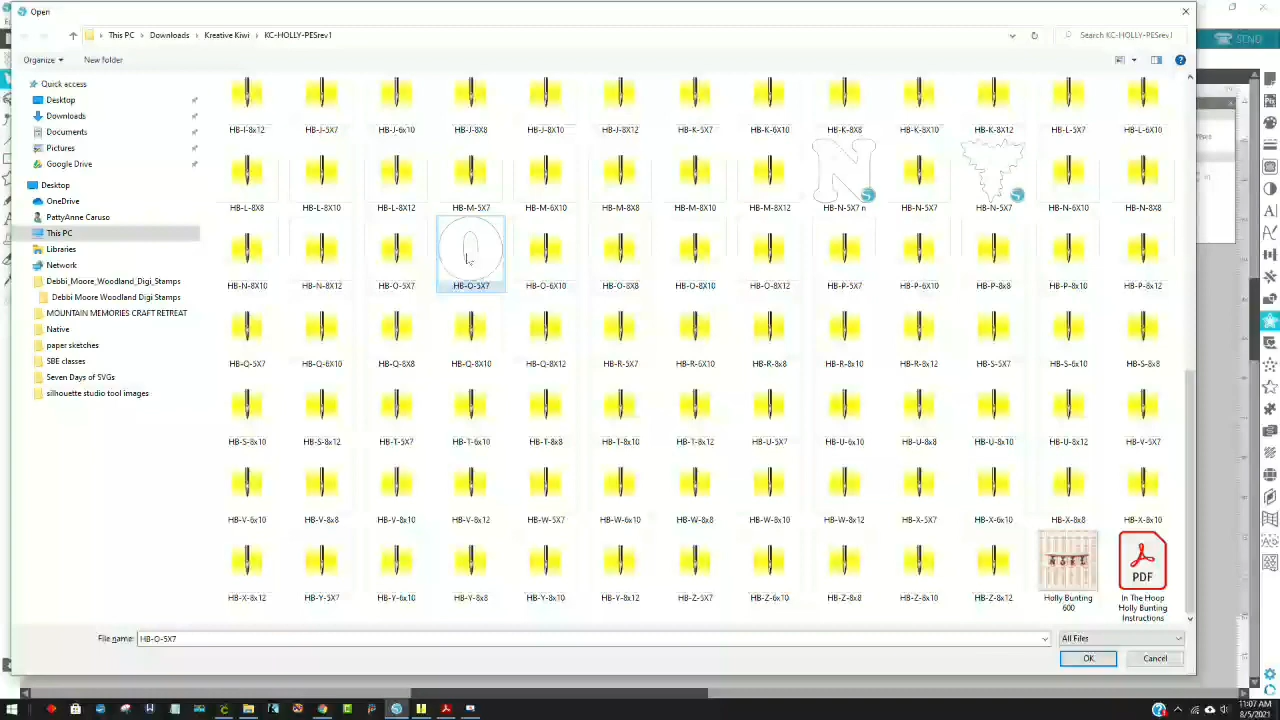 Open
This PC > Downloads > Kreative Kiwi > KC-HOLLY-PESrev1
Search KC-HOLLY-PESrev1
SEND
Organize
New folder
Quick access
Desktop
Downloads
Documents
Pictures
Google Drive
Desktop
OneDrive
PattyAnne Caruso
This PC
Libraries
Network
Debbi_Moore_Woodland_Digi_Stamps
Debbi Moore Woodland Digi Stamps
MOUNTAIN MEMORIES CRAFT RETREAT
Native
paper sketches
SBE classes
Seven Days of SVGs
silhouette studio tool images
HB-I-8x12 HB-J-5X7 HB-J-6x10 HB-J-8X8 HB-J-8X10 HB-J-8X12 HB-K-5X7 HB-K-6X10 HB-K-8X8 HB-K-8X10 HB-K-8X12 HB-L-5X7 HB-L-6X10
HB-L-8X8 HB-L-8X10 HB-L-8X12 HB-M-5X7 HB-M-6X10 HB-M-8X8 HB-M-8X10 HB-M-8X12 HB-N-5X7 n HB-N-5X7 HB-N-5X7 HB-N-6X10 HB-N-8X8
HB-N-8X10 HB-N-8X12 HB-O-5X7 HB-O-5X7 HB-O-6X10 HB-O-8X8 HB-O-8X10 HB-O-8X12 HB-P-5X7 HB-P-6X10 HB-P-8x8 HB-P-8x10 HB-P-8x12
HB-Q-5X7 HB-Q-6X10 HB-Q-8X8 HB-Q-8X10 HB-Q-8X12 HB-R-5X7 HB-R-6X10 HB-R-8x8 HB-R-8x10 HB-R-8x12 HB-S-5X7 HB-S-6x10 HB-S-8x8
HB-S-8x10 HB-S-8x12 HB-T-5X7 HB-T-6x10 HB-T-8x8 HB-T-8x10 HB-T-8x12 HB-U-5X7 HB-U-6x10 HB-U-8x8 HB-U-8x10 HB-U-8x12 HB-V-5X7
HB-V-6x10 HB-V-8x8 HB-V-8x10 HB-V-8x12 HB-W-5X7 HB-W-6x10 HB-W-8x8 HB-W-8x10 HB-W-8x12 HB-X-5X7 HB-X-6x10 HB-X-8x8 HB-X-8x10
PDF
HB-X-8x12 HB-Y-5X7 HB-Y-6x10 HB-Y-8x8 HB-Y-8x10 HB-Y-8x12 HB-Z-5X7 HB-Z-6x10 HB-Z-8x8 HB-Z-8x10 HB-Z-8x12 Holly Bunting In The Hoop
600 Holly Bunting
Instructions
File name: HB-O-5X7
All Files
OK Cancel
11:07 AM
8/5/2021